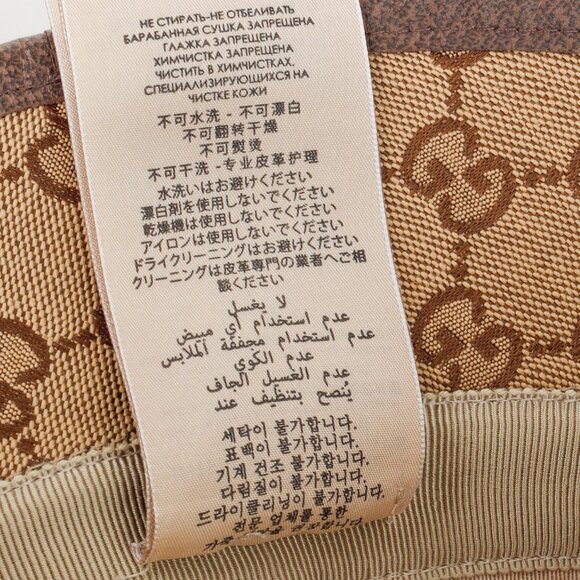 НЕ СТИРАТЬ-НЕ ОТБЕЛИВАТЬ
БАРАБАННАЯ СУШКА ЗАПРЕЩЕНА
ГЛАЖКА ЗАПРЕЩЕНА
ХИМЧИСТКА ЗАПРЕЩЕНА
ЧИСТИТЬ В ХИМЧИСТКАХ.
СПЕЦИАЛИЗИРУЮЩИХСЯ НА
ЧИСТКЕ КОЖИ
不可水洗 - 不可漂白
不可翻转干燥
不可熨烫
不可干洗 - 专业皮革护理
水洗いはお避けください
漂白剤を使用しないでください
乾燥機は使用しないでください
アイロンは使用しないでください
ドライクリーニングはお避けください
クリーニングは皮革専門の業者へご相
談ください
لا يغسل
عدم استخدام أي مبيض
عدم استخدام مجففة الملابس
عدم الكوي
عدم الغسيل الجاف
يُنصح بتنظيف عند
세탁이 불가합니다.
표백이 불가합니다.
기계 건조 불가합니다.
다림질이 불가합니다.
드라이클리닝이 불가합니다.
전문 업체를 통한